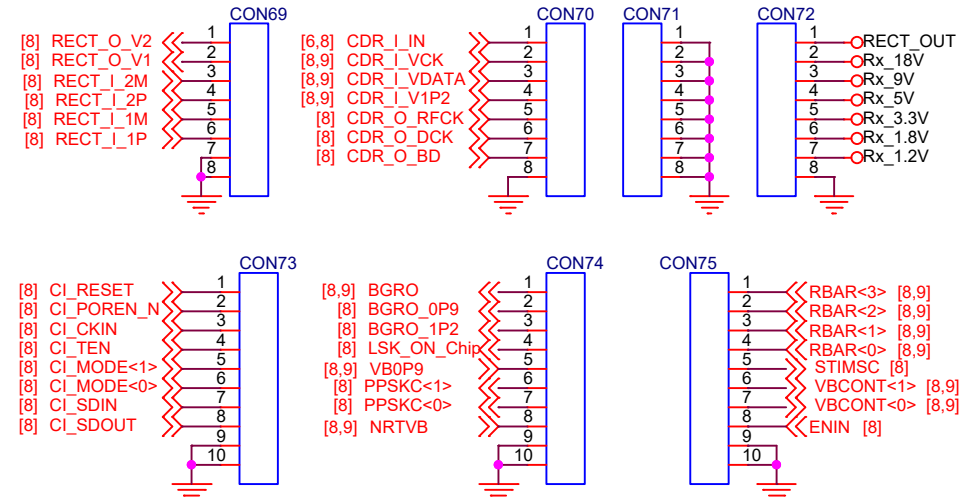 CON69
[8] RECT_O_V2 1
[8] RECT_O_V1 2
[8] RECT_I_2M 3
[8] RECT_I_2P 4
[8] RECT_I_1M 5
[8] RECT_I_1P 6
7
8
CON70
[6,8] CDR_I_IN 1
[8,9] CDR_I_VCK 2
[8,9] CDR_I_VDATA 3
[8,9] CDR_I_V1P2 4
[8] CDR_O_RFCK 5
[8] CDR_O_DCK 6
[8] CDR_O_BD 7
8
CON71
1
2
3
4
5
6
7
8
CON72
1 RECT_OUT
2 Rx_18V
3 Rx_9V
4 Rx_5V
5 Rx_3.3V
6 Rx_1.8V
7 Rx_1.2V
8
CON73
[8] CI_RESET 1
[8] CI_POREN_N 2
[8] CI_CKIN 3
[8] CI_TEN 4
[8] CI_MODE<1> 5
[8] CI_MODE<0> 6
[8] CI_SDIN 7
[8] CI_SDOUT 8
9
10
CON74
[8,9] BGRO 1
[8] BGRO_0P9 2
[8] BGRO_1P2 3
[8] LSK_ON_Chip 4
[8,9] VB0P9 5
[8] PPSKC<1> 6
[8] PPSKC<0> 7
[8,9] NRTVB 8
9
10
CON75
1 RBAR<3> [8,9]
2 RBAR<2> [8,9]
3 RBAR<1> [8,9]
4 RBAR<0> [8,9]
5 STIMSC [8]
6 VBCONT<1> [8,9]
7 VBCONT<0> [8,9]
8 ENIN [8]
9
10